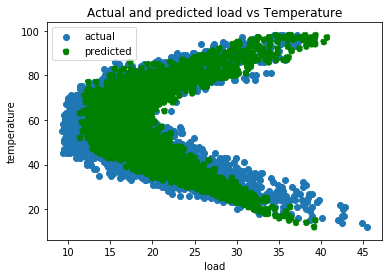 Actual and predicted load vs Temperature
actual
predicted
temperature
100
80
60
40
20
10 15 20 25 30 35 40 45
load